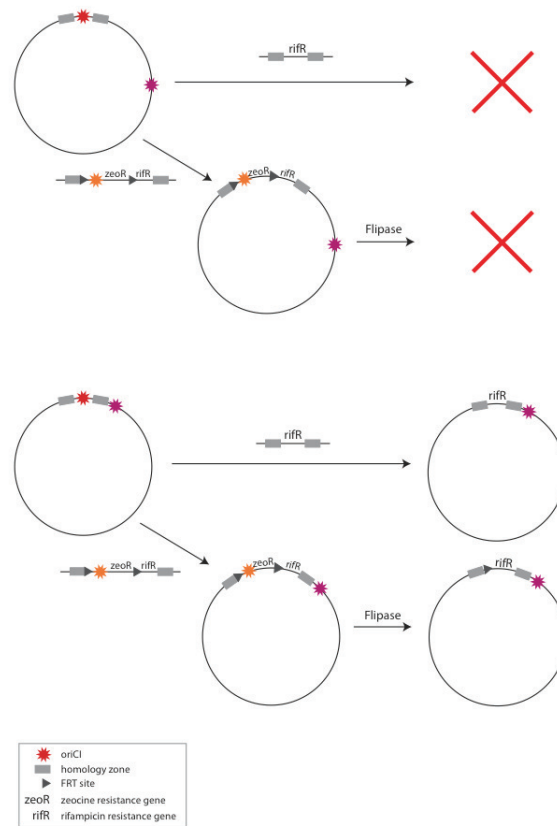 rifR
zeoR rifR
zeoR rifR
Flipase
rifR
rifR
zeoR rifR
zeoR rifR
rifR
Flipase
oriCI
homology zone
FRT site
zeoR zeocine resistance gene
rifR rifampicin resistance gene